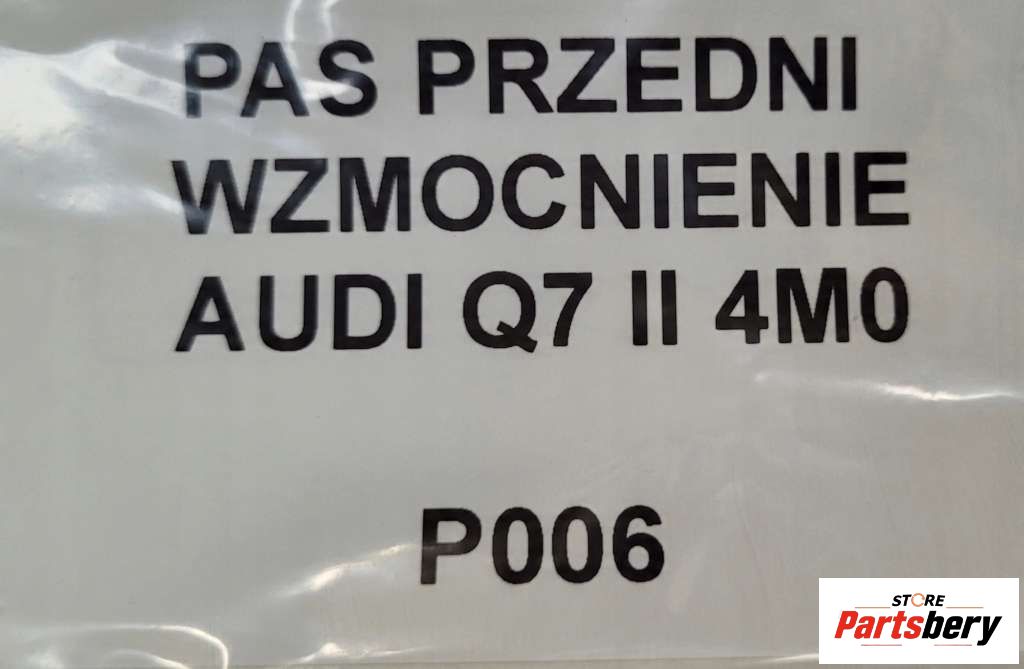 PAS PRZEDNI
WZMOCNIENIE
AUDI Q7 II 4M0
P006
STORE
Partsbery